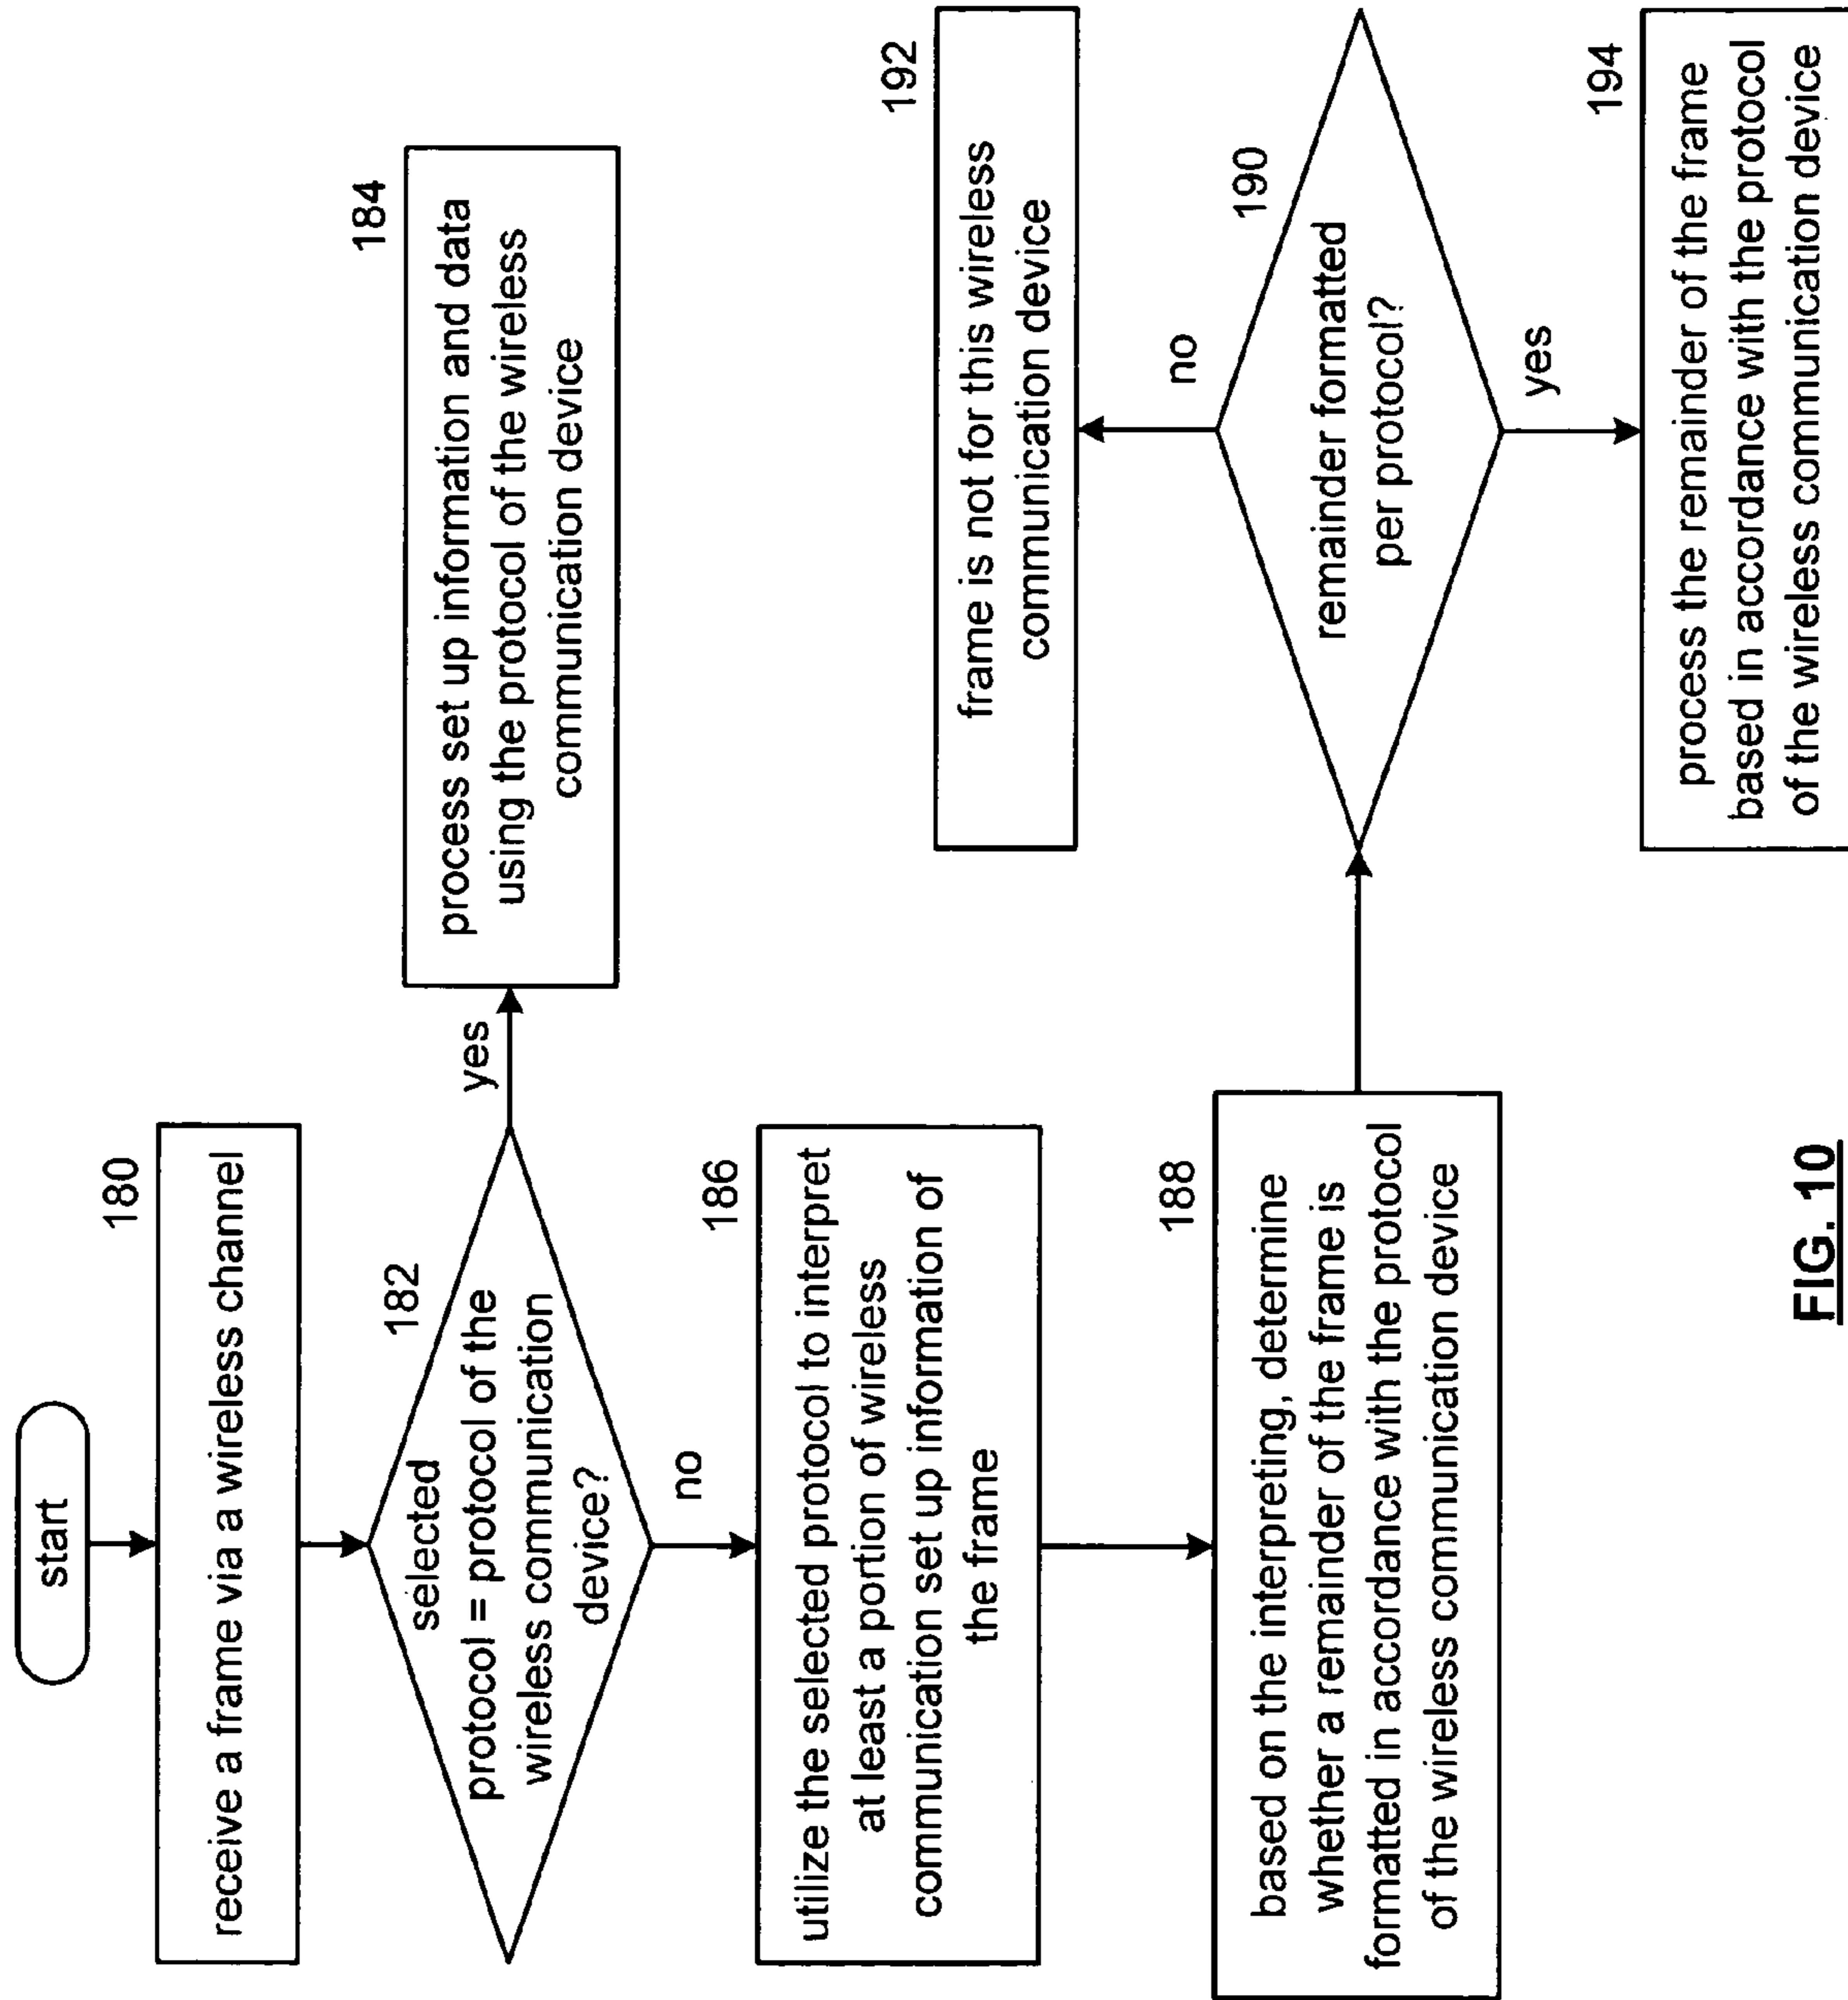 start
180
receive a frame via a wireless channel
182
selected
protocol = protocol of the
wireless communication
device?
yes
184
process set up information and data
using the protocol of the wireless
communication device
no
186
utilize the selected protocol to interpret
at least a portion of wireless
communication set up information of
the frame
188
based on the interpreting, determine
whether a remainder of the frame is
formatted in accordance with the protocol
of the wireless communication device
190
remainder formatted
per protocol?
no
192
frame is not for this wireless
communication device
yes
194
process the remainder of the frame
based in accordance with the protocol
of the wireless communication device
FIG. 10